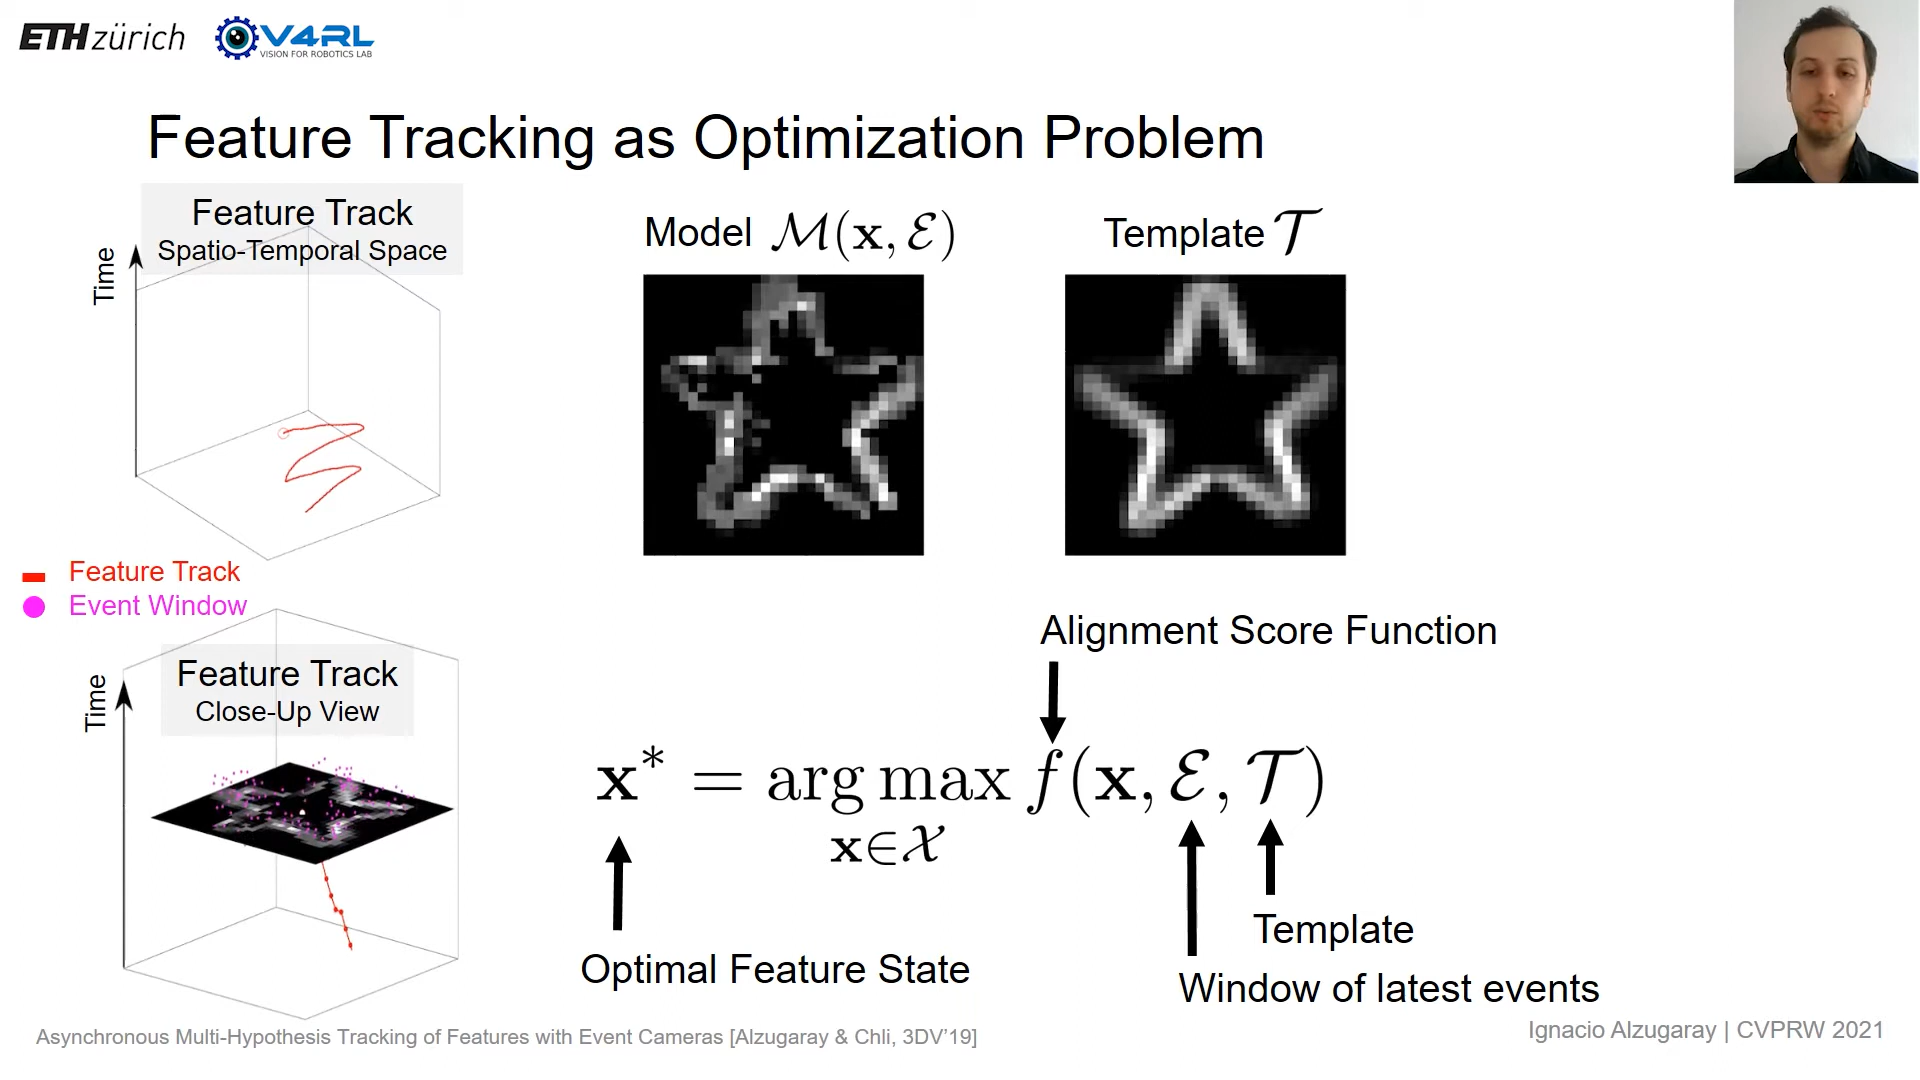 ETH zürich
V4RL
VISION FOR ROBOTICS LAB
Feature Tracking as Optimization Problem
Feature Track
Spatio-Temporal Space
Time
Model ℳ(𝐱, ℰ)
Template 𝒯
Feature Track
Event Window
Feature Track
Close-Up View
Time
Alignment Score Function
𝐱* = arg max f(𝐱, ℰ, 𝒯)
𝐱∈𝒳
Optimal Feature State
Template
Window of latest events
Asynchronous Multi-Hypothesis Tracking of Features with Event Cameras [Alzugaray & Chli, 3DV’19]
Ignacio Alzugaray | CVPRW 2021